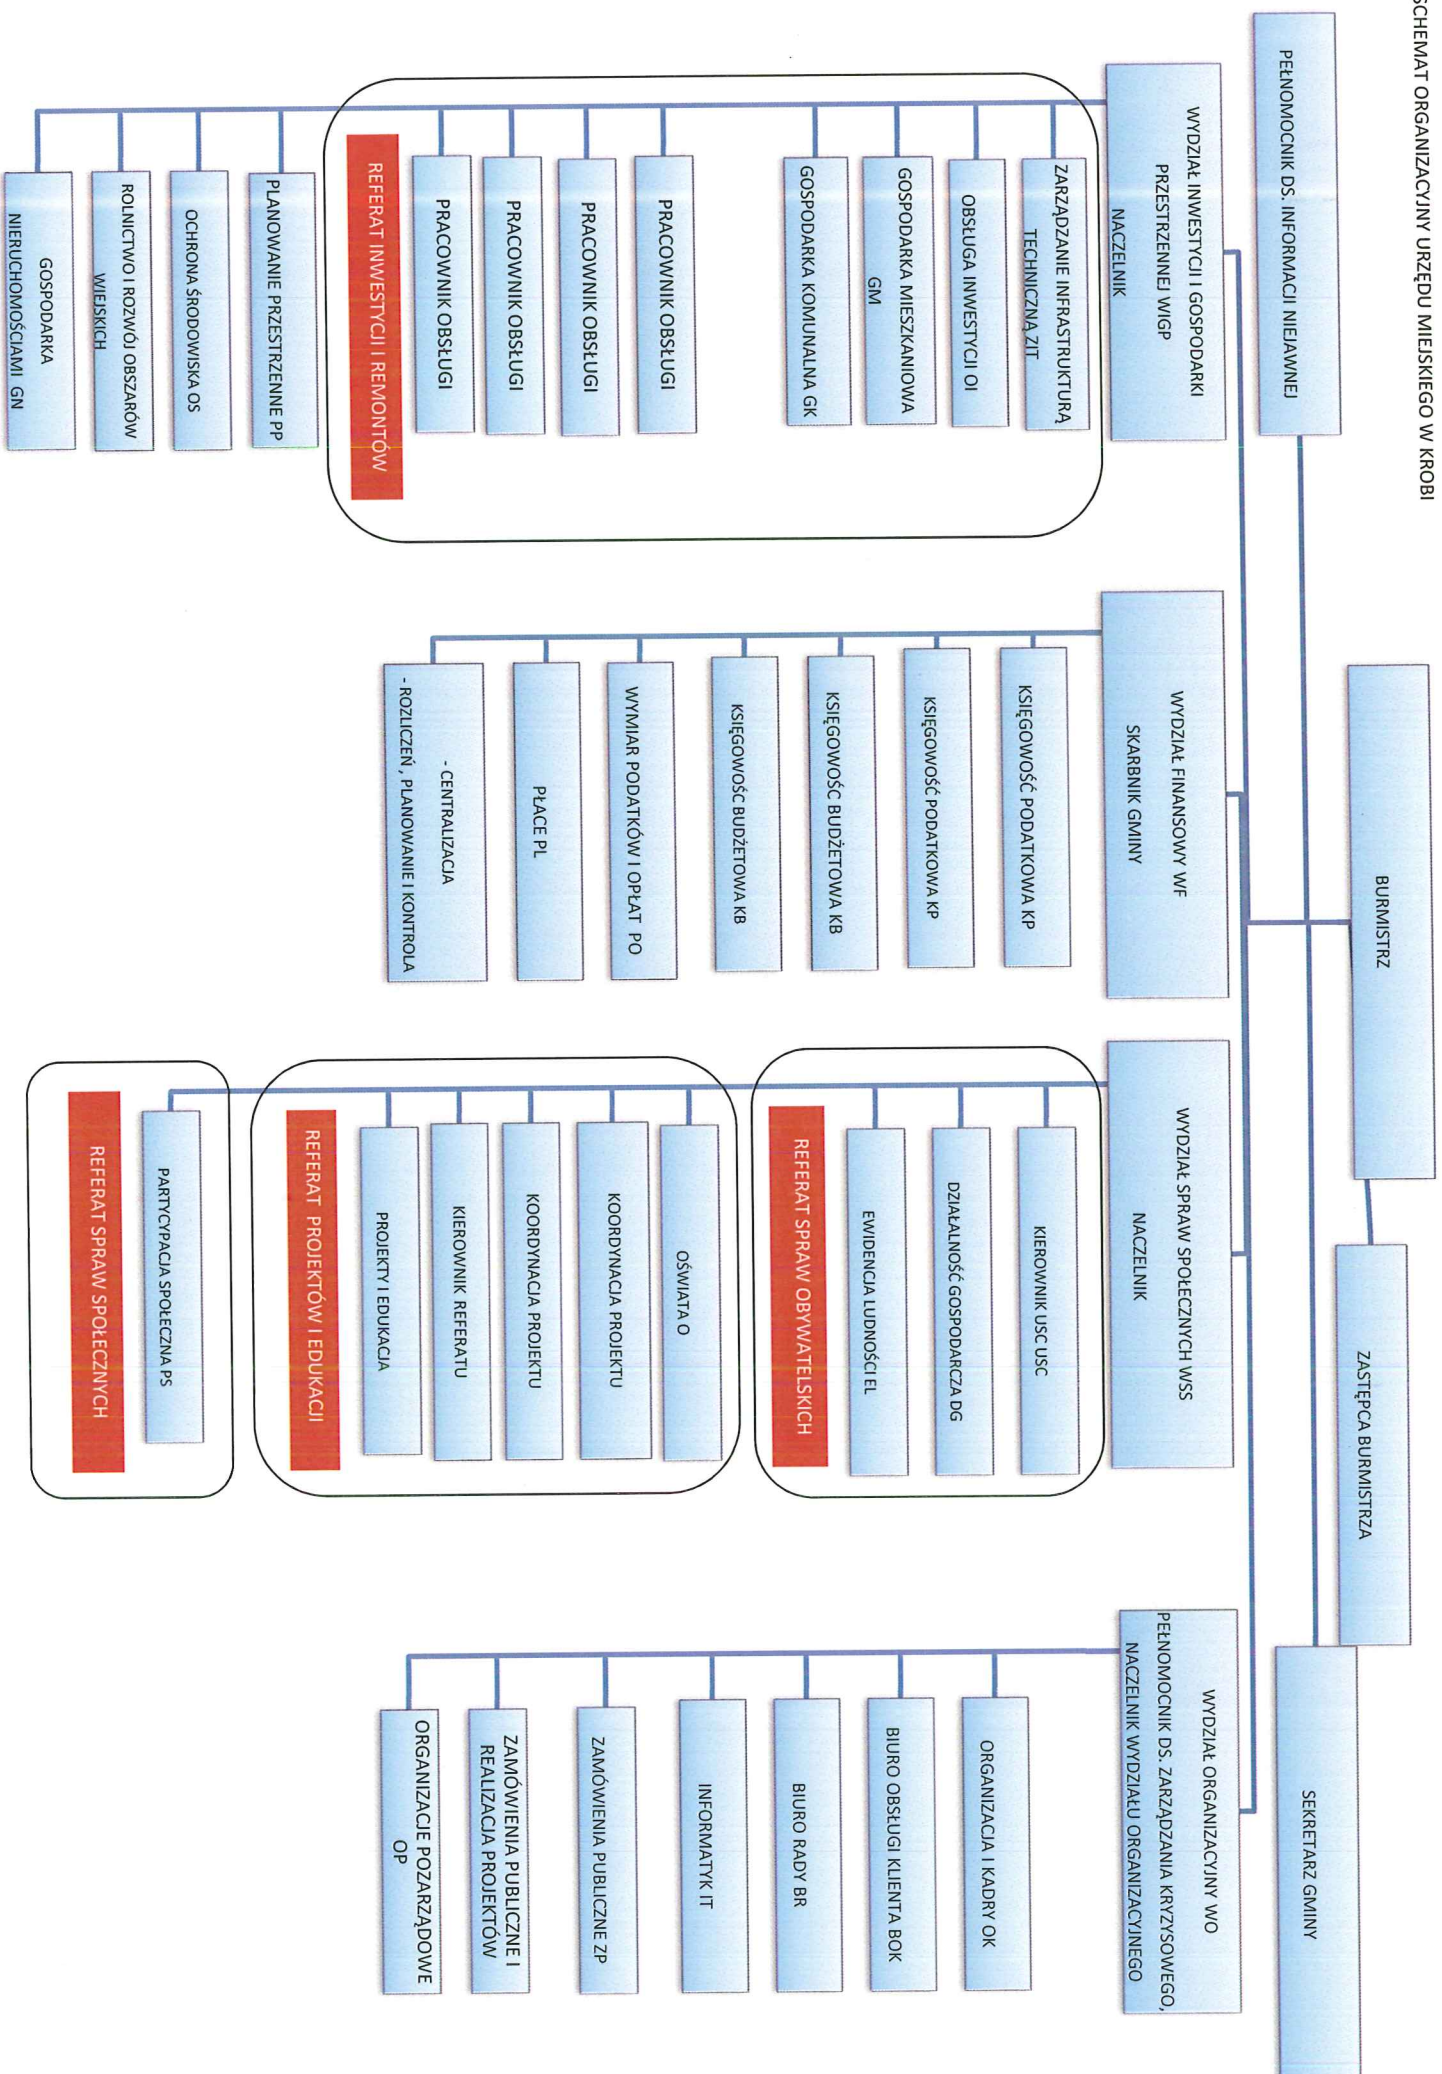 SCHEMAT ORGANIZACYJNY URZĘDU MIEJSKIEGO W KROBI
BURMISTRZ
ZASTĘPCA BURMISTRZA
PEŁNOMOCNIK DS. INFORMACJI NIEJAWNEJ
SEKRETARZ GMINY
WYDZIAŁ INWESTYCJI I GOSPODARKI
PRZESTRZENNEJ WIGP
NACZELNIK
ZARZĄDZANIE INFRASTRUKTURĄ
TECHNICZNĄ ZIT
OBSŁUGA INWESTYCJI OI
GOSPODARKA MIESZKANIOWA
GM
GOSPODARKA KOMUNALNA GK
PRACOWNIK OBSŁUGI
PRACOWNIK OBSŁUGI
PRACOWNIK OBSŁUGI
PRACOWNIK OBSŁUGI
REFERAT INWESTYCJI I REMONTÓW
PLANOWANIE PRZESTRZENNE PP
OCHRONA ŚRODOWISKA OS
ROLNICTWO I ROZWÓJ OBSZARÓW
WIEJSKICH
GOSPODARKA
NIERUCHOMOŚCIAMI GN
WYDZIAŁ FINANSOWY WF
SKARBNIK GMINY
KSIĘGOWOŚĆ PODATKOWA KP
KSIĘGOWOŚĆ PODATKOWA KP
KSIĘGOWOŚC BUDŻETOWA KB
KSIĘGOWOŚC BUDŻETOWA KB
WYMIAR PODATKÓW I OPŁAT PO
PŁACE PL
- CENTRALIZACJA
- ROZLICZEŃ , PLANOWANIE I KONTROLA
WYDZIAŁ SPRAW SPOŁECZNYCH WSS
NACZELNIK
KIEROWNIK USC USC
DZIAŁALNOŚĆ GOSPODARCZA DG
EWIDENCJA LUDNOŚCI EL
REFERAT SPRAW OBYWATELSKICH
OŚWIATA O
KOORDYNACJA PROJEKTU
KOORDYNACJA PROJEKTU
KIEROWNIK REFERATU
PROJEKTY I EDUKACJA
REFERAT PROJEKTÓW I EDUKACJI
PARTYCYPACJA SPOŁECZNA PS
REFERAT SPRAW SPOŁECZNYCH
WYDZIAŁ ORGANIZACYJNY WO
PEŁNOMOCNIK DS. ZARZĄDZANIA KRYZYSOWEGO,
NACZELNIK WYDZIAŁU ORGANIZACYJNEGO
ORGANIZACJA I KADRY OK
BIURO OBSŁUGI KLIENTA BOK
BIURO RADY BR
INFORMATYK IT
ZAMÓWIENIA PUBLICZNE ZP
ZAMÓWIENIA PUBLICZNE I
REALIZACJA PROJEKTÓW
ORGANIZACJE POZARZĄDOWE
OP